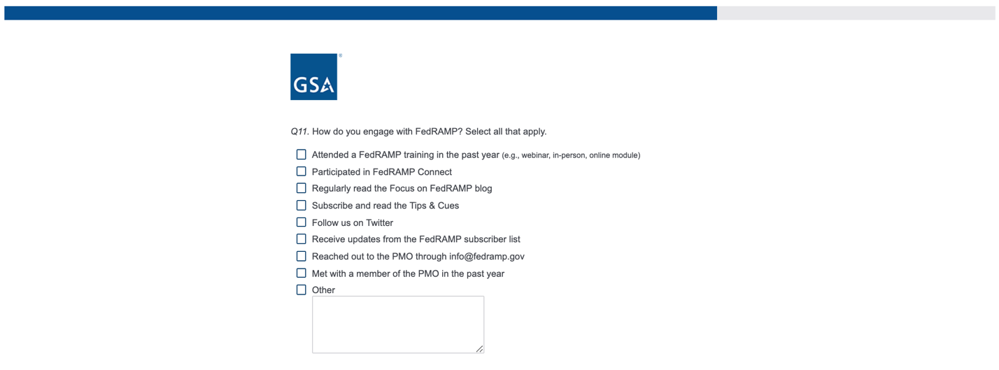 GSA
®
Q11. How do you engage with FedRAMP? Select all that apply.
Attended a FedRAMP training in the past year (e.g., webinar, in-person, online module)
Participated in FedRAMP Connect
Regularly read the Focus on FedRAMP blog
Subscribe and read the Tips & Cues
Follow us on Twitter
Receive updates from the FedRAMP subscriber list
Reached out to the PMO through info@fedramp.gov
Met with a member of the PMO in the past year
Other